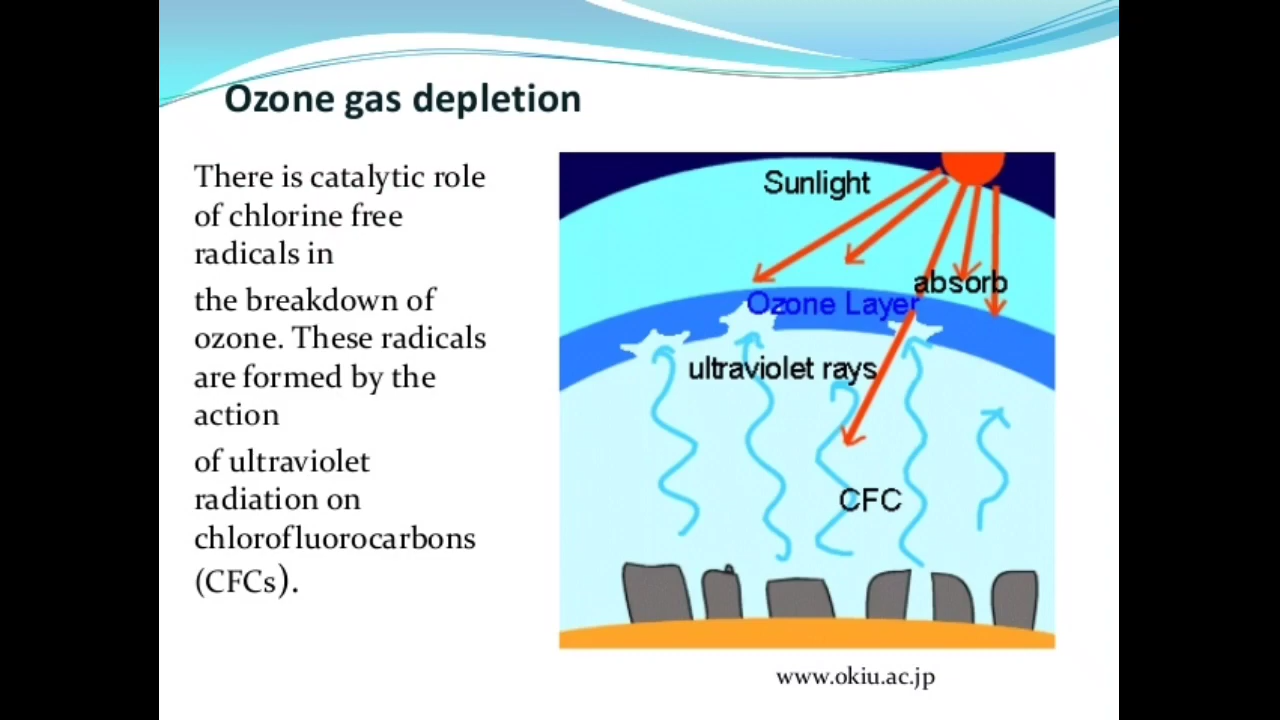 Ozone gas depletion
There is catalytic role
of chlorine free
radicals in
the breakdown of
ozone. These radicals
are formed by the
action
of ultraviolet
radiation on
chlorofluorocarbons
(CFCs).
Sunlight
absorb
Ozone Layer
ultraviolet rays
CFC
www.okiu.ac.jp